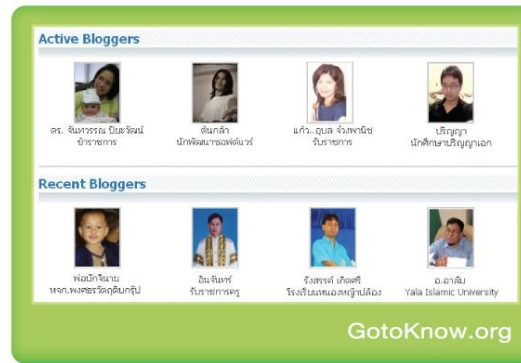 Active Bloggers
ดร. จันทวรรณ ปิยะวัฒน์
ข้าราชการ
ต้นกล้า
นักพัฒนาซอฟต์แวร์
แก้ว..อุบล จ๋วงพานิช
รับราชการ
ปริญญา
นักศึกษาปริญญาเอก
Recent Bloggers
พ่อนักจินาย
หจก.พงศธรวัตฤดิบกรุ๊ป
อินจันทร์
รับราชการครู
รังสรรค์ เกิดศรี
โรงเรียนหนองหญ้าปล้อง
อ.อาลัม
Yala Islamic University
GotoKnow.org